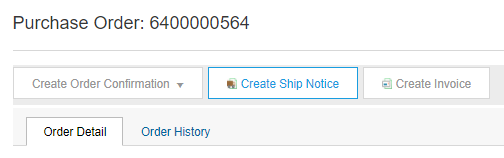 Purchase Order: 6400000564
Create Order Confirmation Create Ship Notice Create Invoice
Order Detail Order History